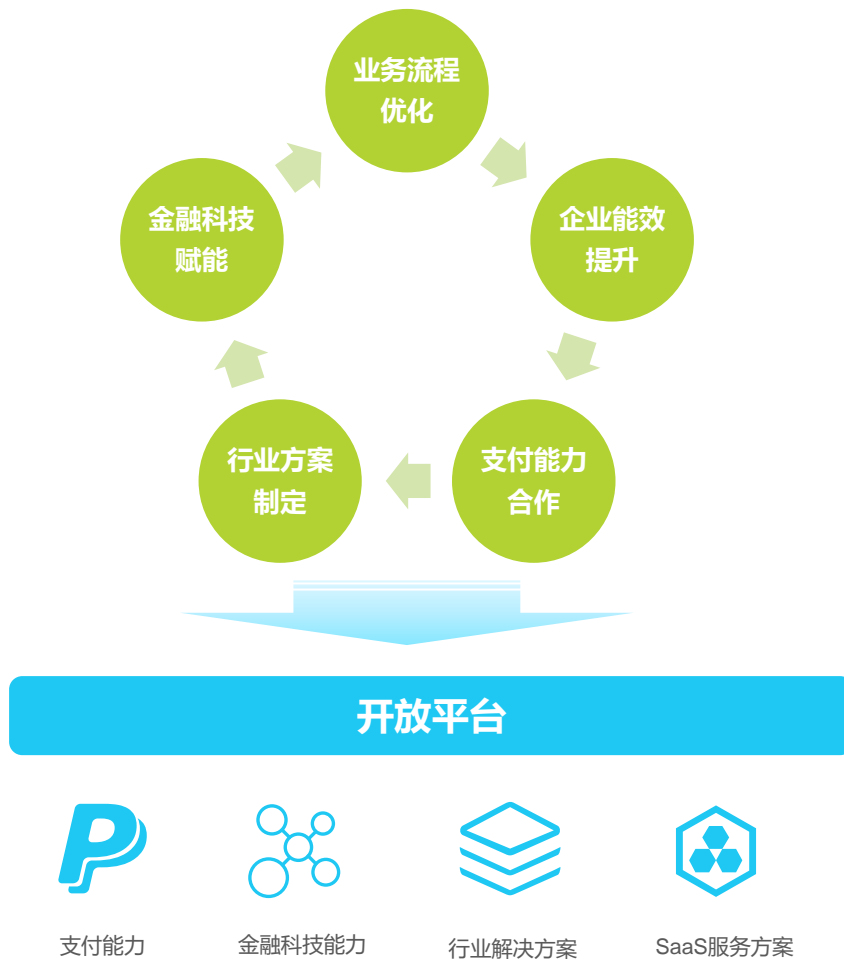 业务流程
优化
金融科技
赋能
企业能效
提升
行业方案
制定
支付能力
合作
开放平台
支付能力
金融科技能力
行业解决方案
SaaS服务方案